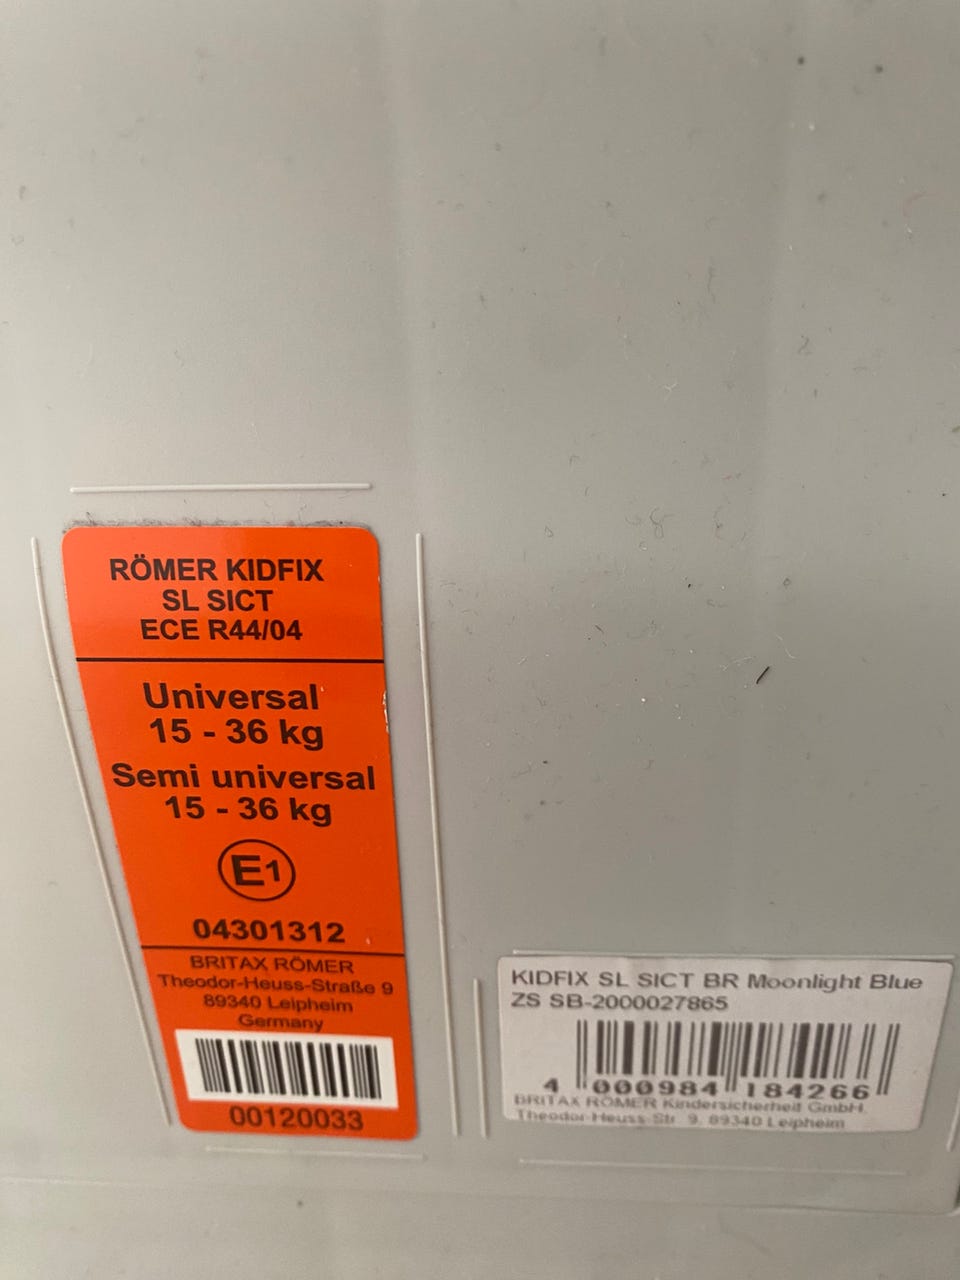 RÖMER KIDFIX
SL SICT
ECE R44/04
Universal
15 - 36 kg
Semi universal
15 - 36 kg
E1
04301312
BRITAX RÖMER
Theodor-Heuss-Straße 9
89340 Leipheim
Germany
00120033
KIDFIX SL SICT BR Moonlight Blue
ZS SB-2000027865
4 000984 184266
BRITAX RÖMER Kindersicherheit GmbH,
Theodor-Heuss-Str. 9, 89340 Leipheim